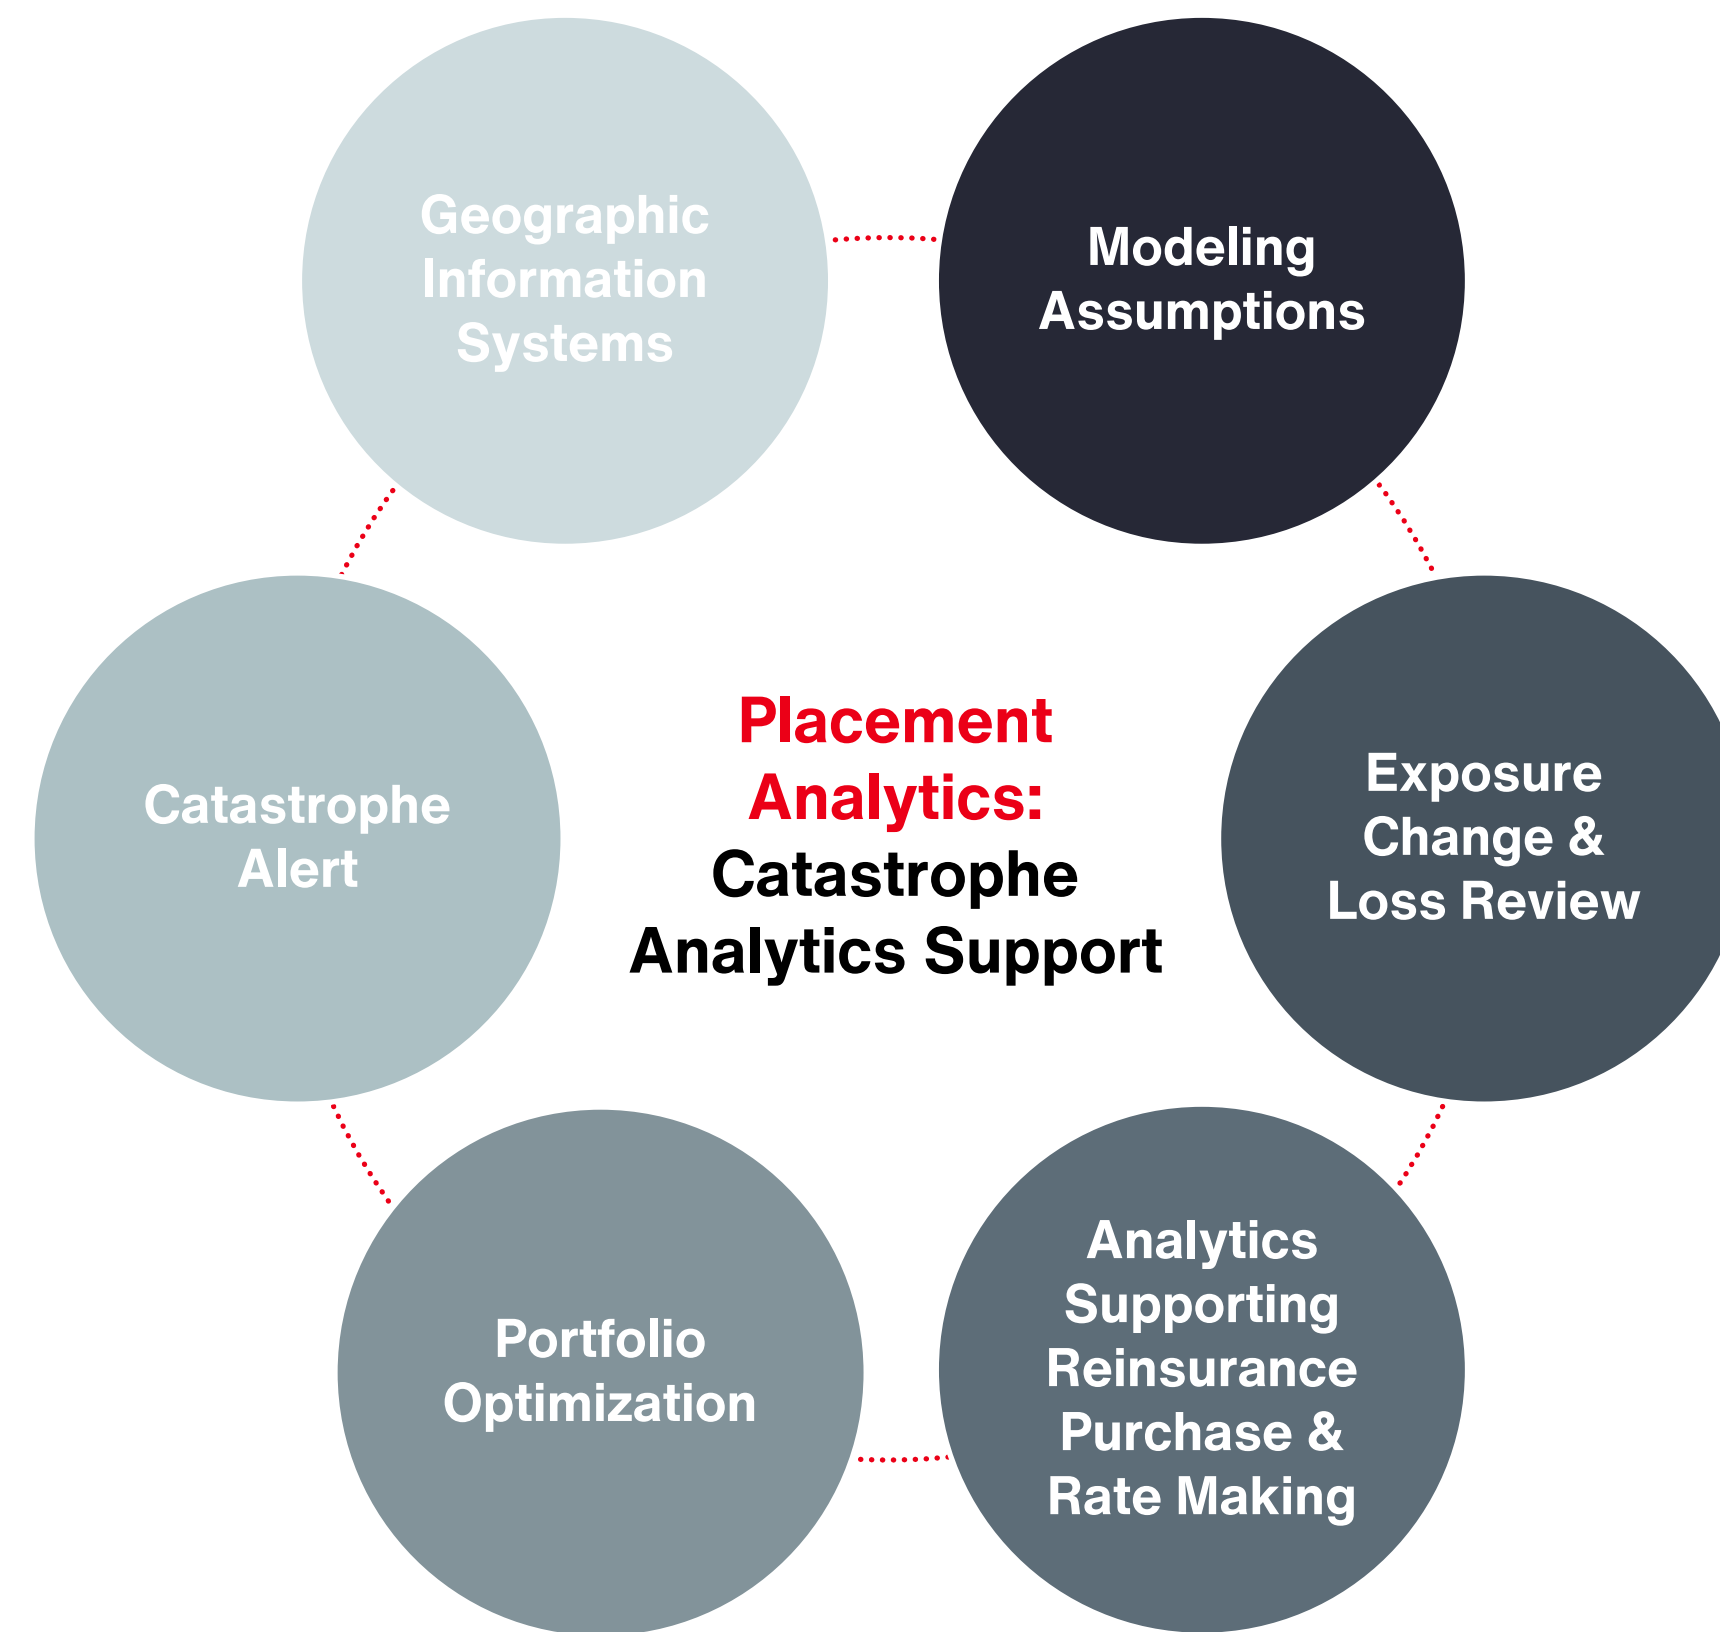 Geographic
Information
Systems
Modeling
Assumptions
Exposure
Change &
Loss Review
Analytics
Supporting
Reinsurance
Purchase &
Rate Making
Portfolio
Optimization
Catastrophe
Alert
Placement
Analytics:
Catastrophe
Analytics Support